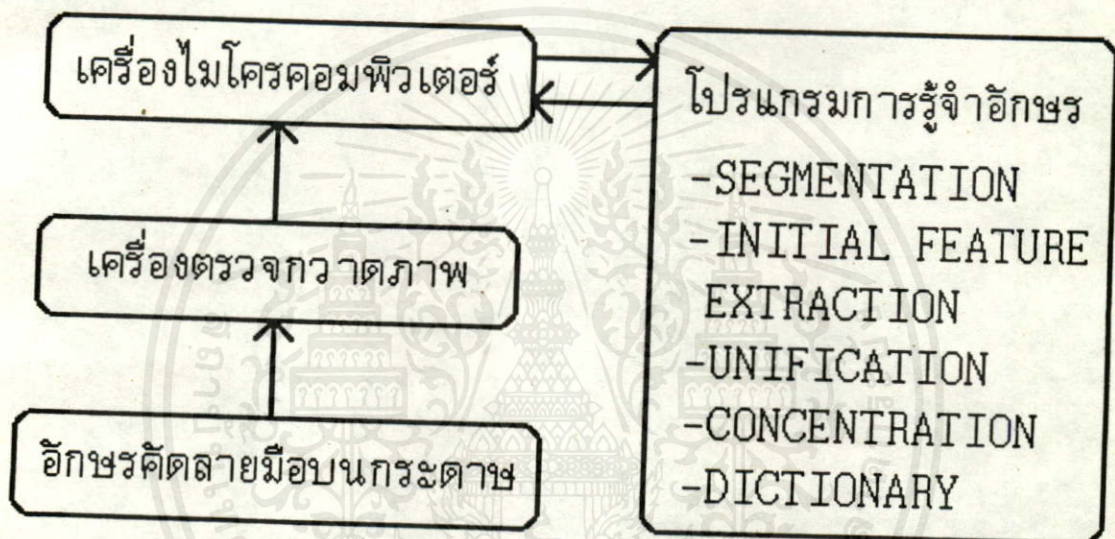 เครื่องไมโครคอมพิวเตอร์
เครื่องตรวจกวาดภาพ
อักษรคัดลายมือบนกระดาษ
โปรแกรมการรู้จำอักษร
-SEGMENTATION
-INITIAL FEATURE
EXTRACTION
-UNIFICATION
-CONCENTRATION
-DICTIONARY